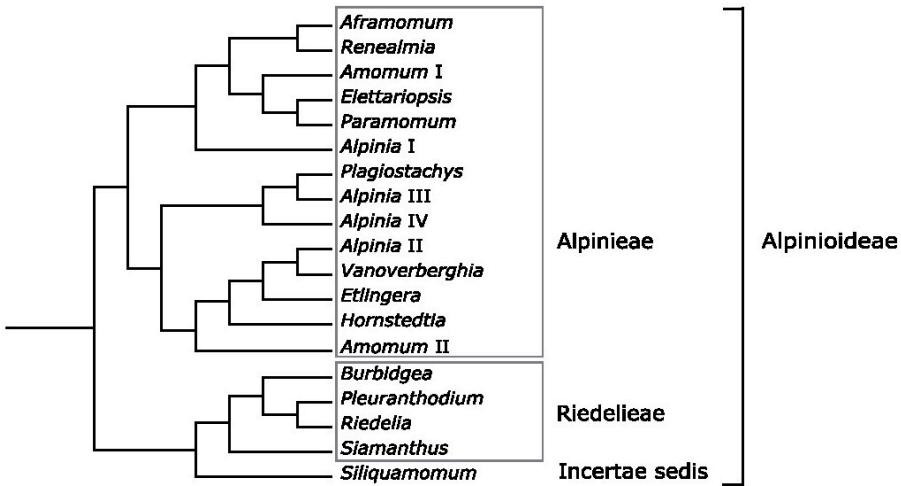 Aframomum
Renealmia
Amomum I
Elettariopsis
Paramomum
Alpinia I
Plagiostachys
Alpinia III
Alpinia IV
Alpinia II
Vanoverberghia
Etlingera
Hornstedtia
Amomum II
Alpinieae
Alpinioideae
Burbidgea
Pleuranthodium
Riedelia
Siamanthus
Riedelieae
Siliquamomum
Incertae sedis